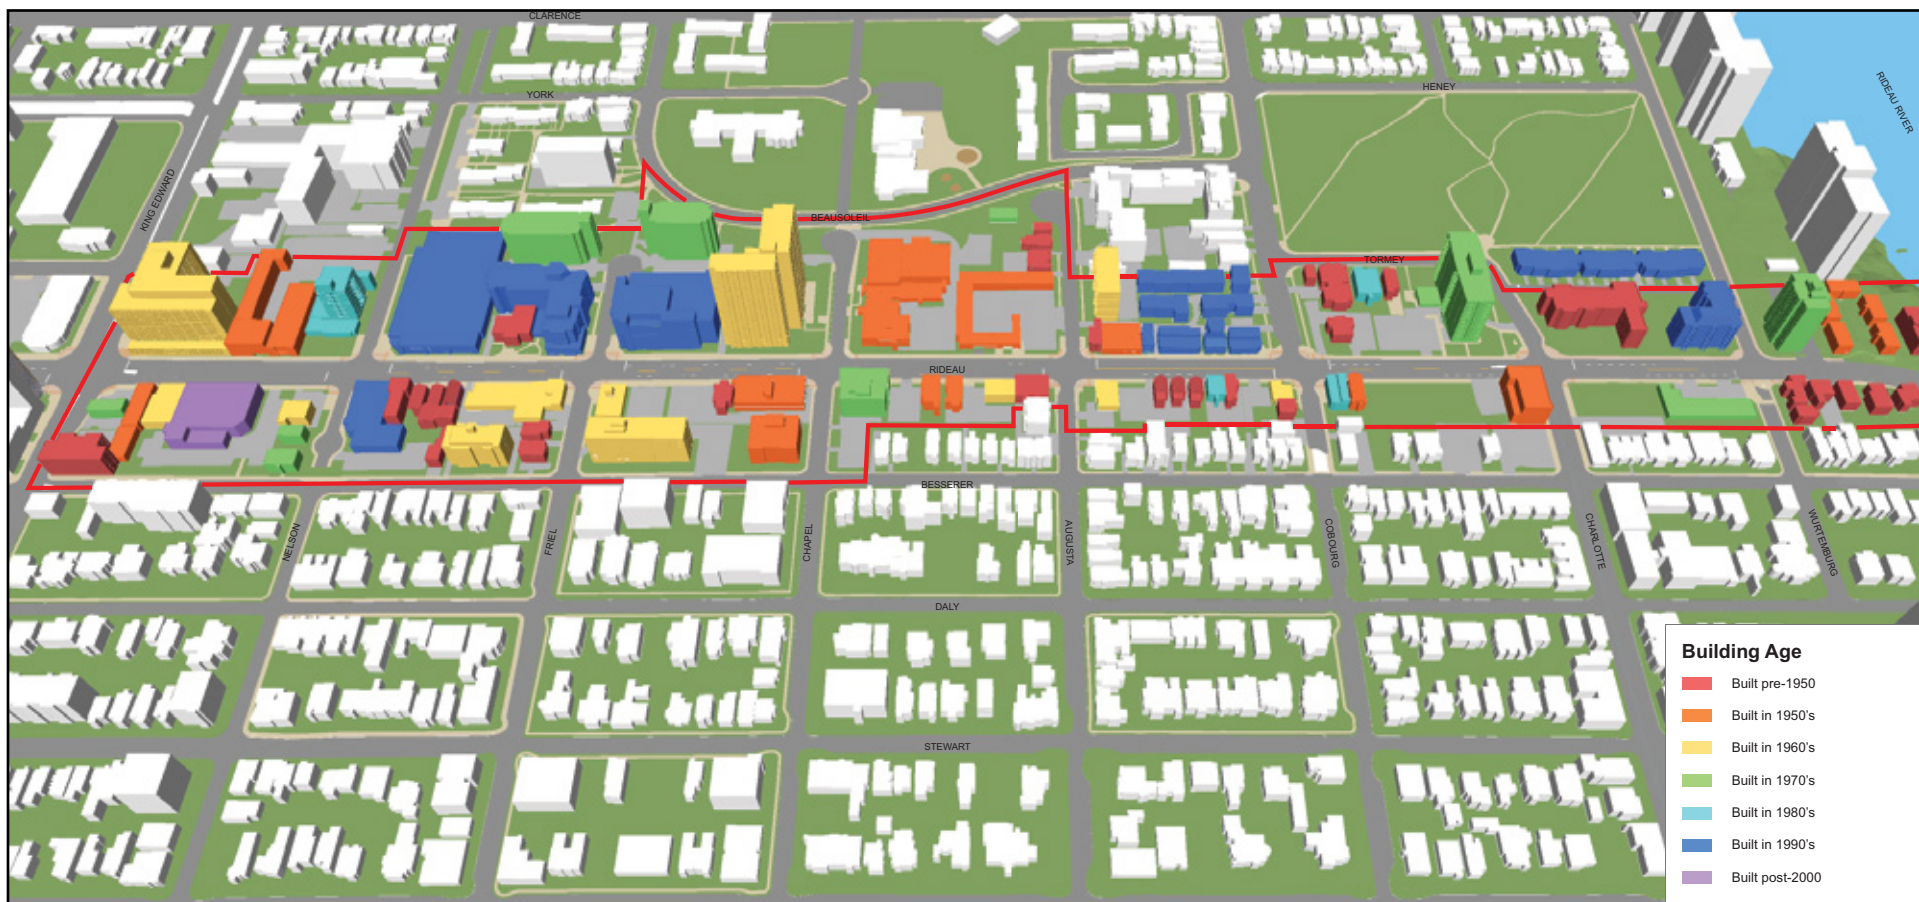 CLARENCE
YORK
HENEY
RIDEAU RIVER
KING EDWARD
BEAUSOLEIL
TORMEY
RIDEAU
BESSERER
NELSON
FRIEL
CHAPEL
AUGUSTA
COBOURG
CHARLOTTE
WURTEMBURG
DALY
STEWART
Building Age
Built pre-1950
Built in 1950's
Built in 1960's
Built in 1970's
Built in 1980's
Built in 1990's
Built post-2000